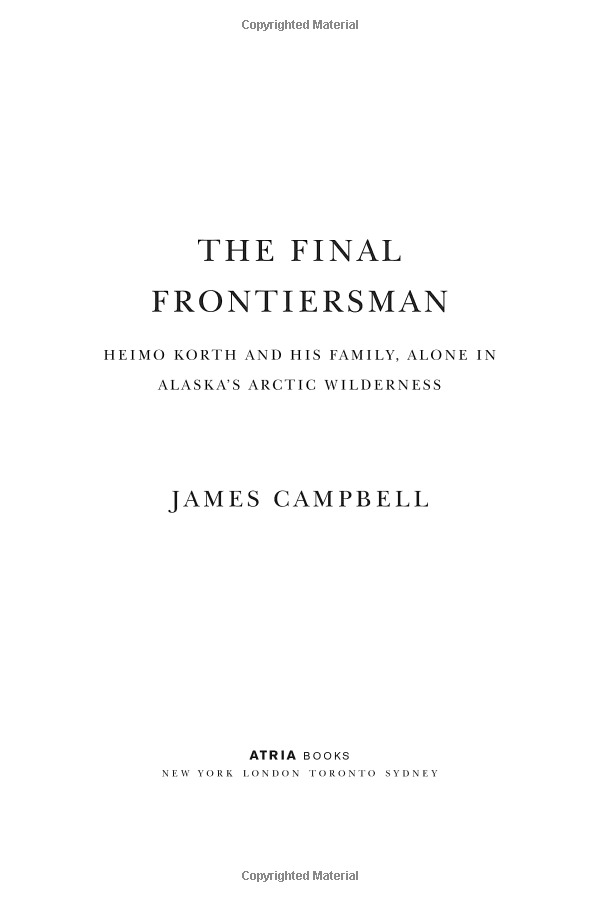 Copyrighted Material
THE FINAL
FRONTIERSMAN
HEIMO KORTH AND HIS FAMILY, ALONE IN
ALASKA'S ARCTIC WILDERNESS
JAMES CAMPBELL
ATRIA BOOKS
NEW YORK LONDON TORONTO SYDNEY
Copyrighted Material